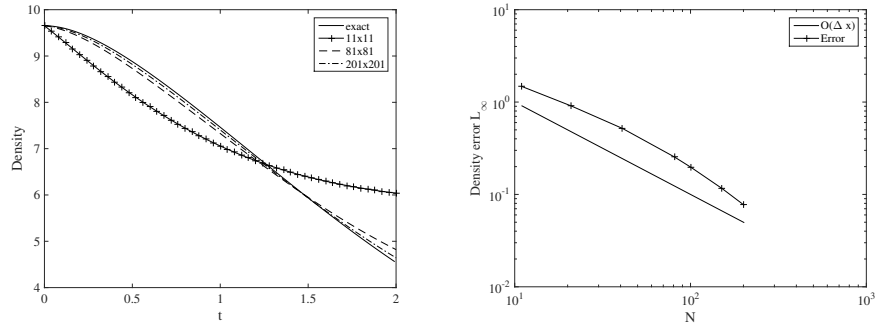 10
9
8
7
6
5
4
0
0.5
1
1.5
2
Density
t
exact
11x11
81x81
201x201
10^1
10^0
10^-1
10^-2
10^1
10^2
10^3
Density error L_∞
N
O(Δ x)
Error